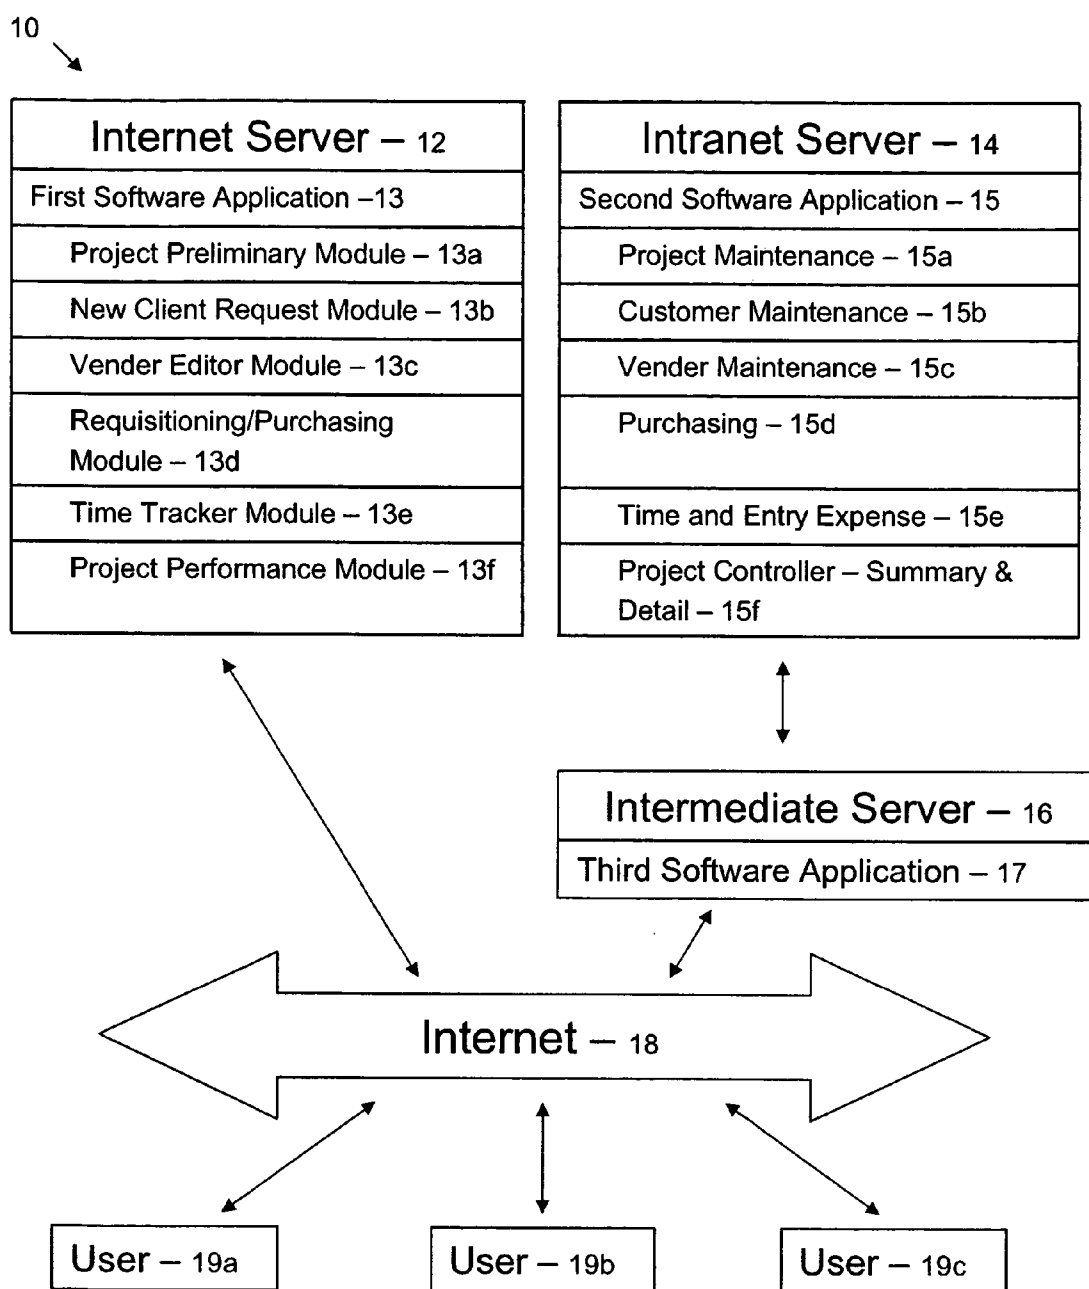 10
Internet Server – 12
First Software Application –13
Project Preliminary Module – 13a
New Client Request Module – 13b
Vender Editor Module – 13c
Requisitioning/Purchasing
Module – 13d
Time Tracker Module – 13e
Project Performance Module – 13f
Intranet Server – 14
Second Software Application – 15
Project Maintenance – 15a
Customer Maintenance – 15b
Vender Maintenance – 15c
Purchasing – 15d
Time and Entry Expense – 15e
Project Controller – Summary &
Detail – 15f
Intermediate Server – 16
Third Software Application – 17
Internet – 18
User – 19a
User – 19b
User – 19c